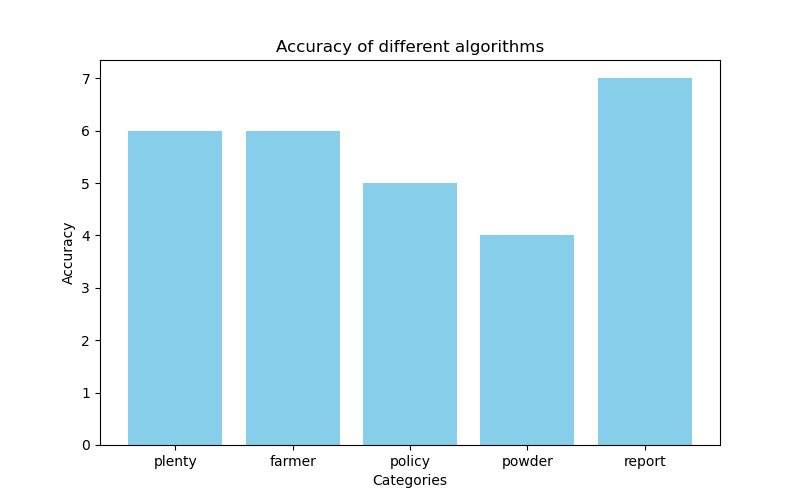 Accuracy of different algorithms
Accuracy
7
6
5
4
3
2
1
0
plenty farmer policy powder report
Categories